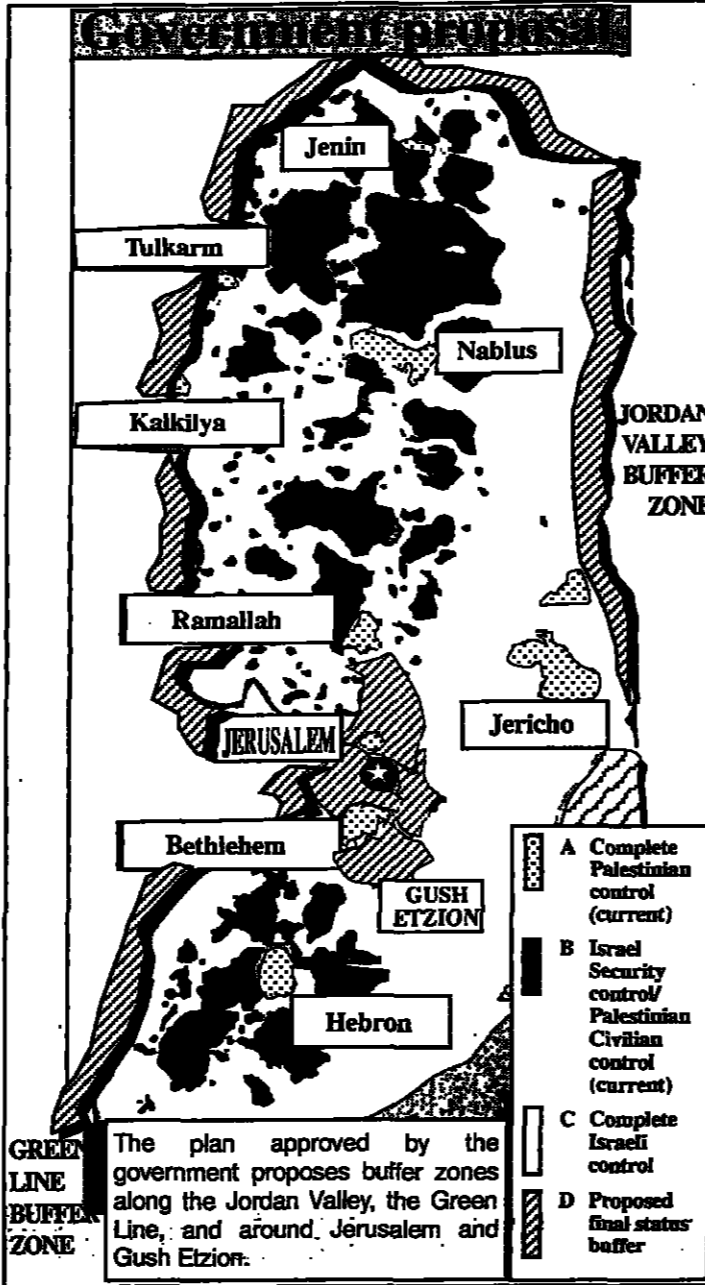 Government proposal
Jenin
Tulkarm
Nablus
Kalkilya
JORDAN
VALLEY
BUFFER
ZONE
Ramallah
Jericho
JERUSALEM
Bethlehem
GUSH
ETZION
Hebron
A Complete
Palestinian
control
(current)
B Israel
Security
control/
Palestinian
Civilian
control
(current)
C Complete
Israeli
control
D Proposed
final status
buffer
GREEN
LINE
BUFFER
ZONE
The plan approved by the
government proposes buffer zones
along the Jordan Valley, the Green
Line, and around Jerusalem and
Gush Etzion.